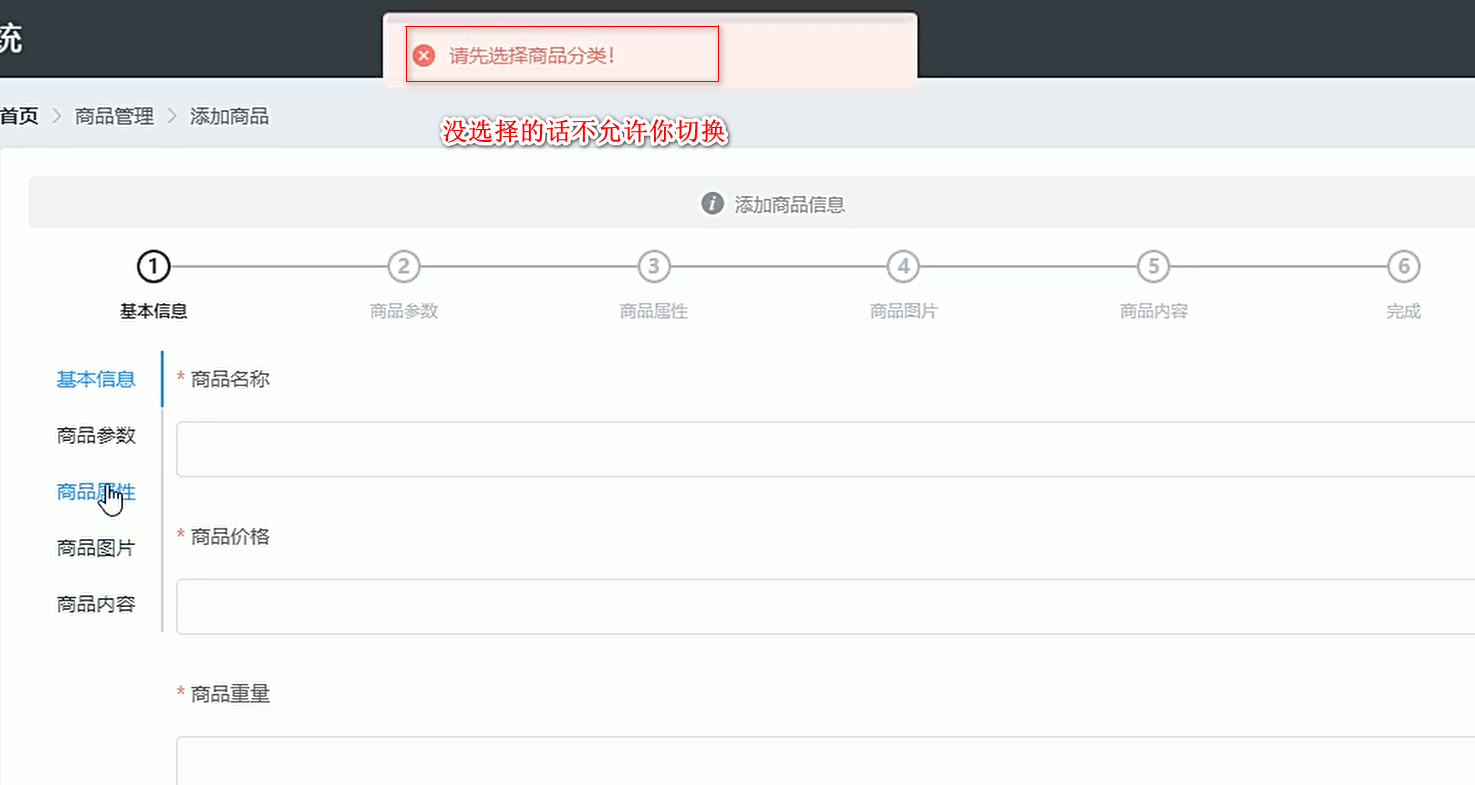 统
请先选择商品分类!
首页 > 商品管理 > 添加商品
没选择的话不允许你切换
添加商品信息
1 2 3 4 5 6
基本信息 商品参数 商品属性 商品图片 商品内容 完成
基本信息
* 商品名称
商品参数
商品属性
* 商品价格
商品图片
商品内容
* 商品重量